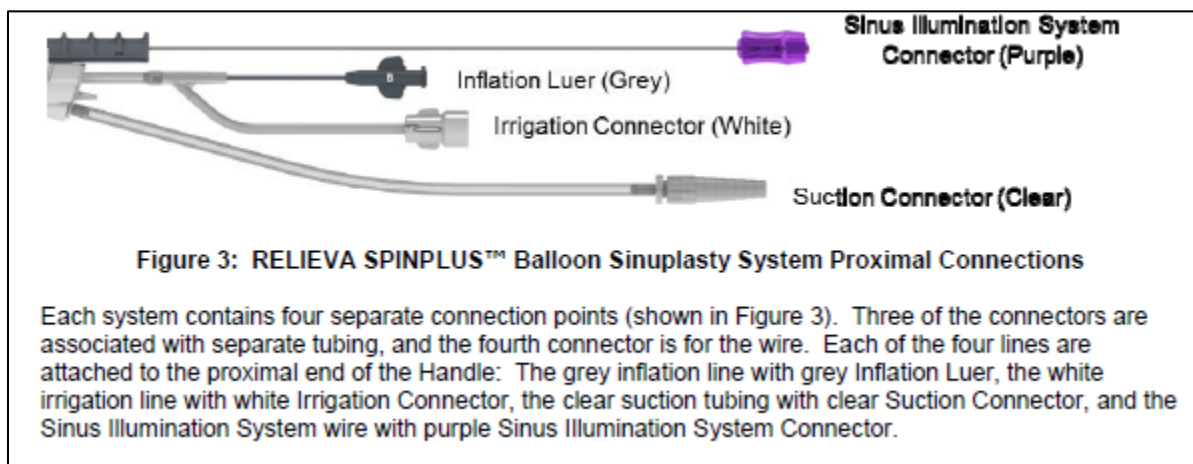 Sinus Illumination System
Connector (Purple)
B
Inflation Luer (Grey)
Irrigation Connector (White)
Suction Connector (Clear)
Figure 3: RELIEVA SPINPLUS™ Balloon Sinuplasty System Proximal Connections
Each system contains four separate connection points (shown in Figure 3). Three of the connectors are
associated with separate tubing, and the fourth connector is for the wire. Each of the four lines are
attached to the proximal end of the Handle: The grey inflation line with grey Inflation Luer, the white
irrigation line with white Irrigation Connector, the clear suction tubing with clear Suction Connector, and the
Sinus Illumination System wire with purple Sinus Illumination System Connector.